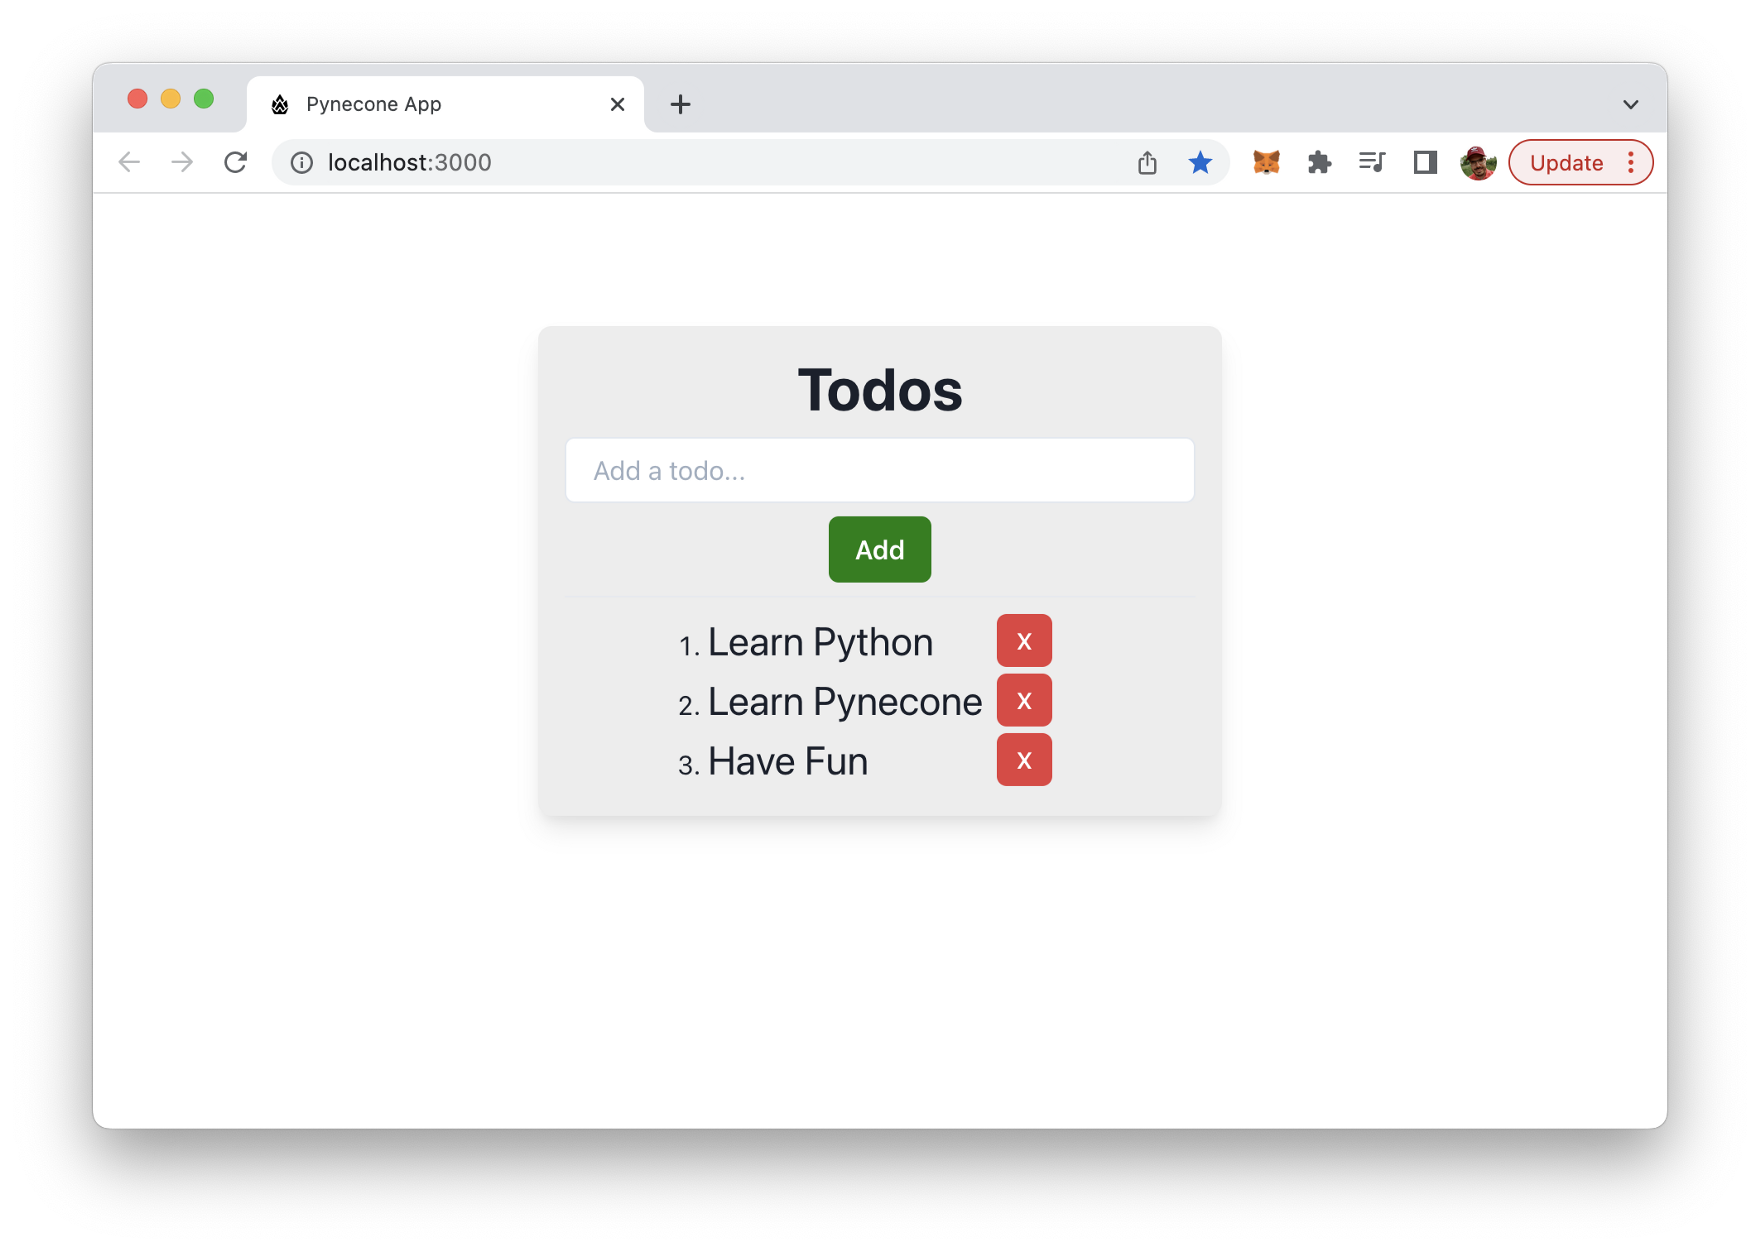 Pynecone App
localhost:3000
Update
Todos
Add a todo...
Add
1. Learn Python x
2. Learn Pynecone x
3. Have Fun x